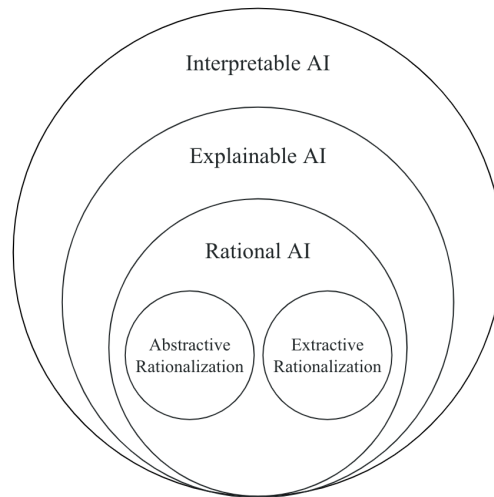 Interpretable AI
Explainable AI
Rational AI
Abstractive
Rationalization
Extractive
Rationalization